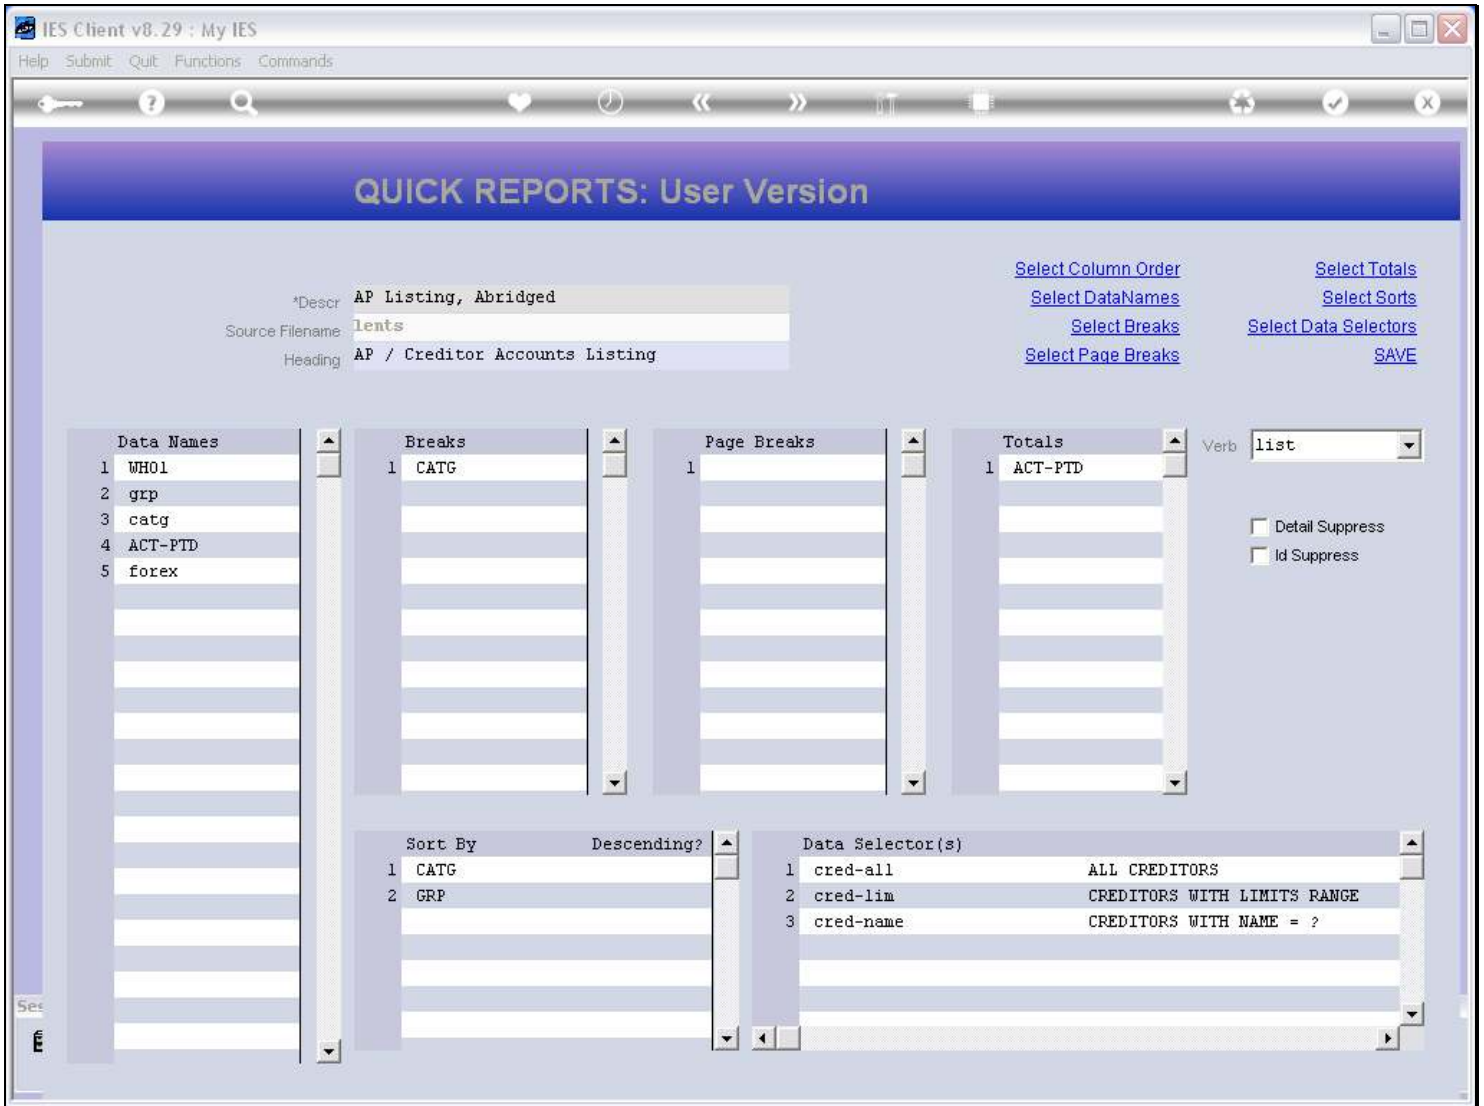 IES Client v8.29 : My IES
Help Submit Quit Functions Commands
QUICK REPORTS: User Version
Select Column Order Select Totals
*Descr AP Listing, Abridged Select DataNames Select Sorts
Source Filename lents Select Breaks Select Data Selectors
Heading AP / Creditor Accounts Listing Select Page Breaks SAVE
Data Names Breaks Page Breaks Totals Verb list
1 WHO1 1 CATG 1 1 ACT-PTD
2 grp
3 catg Detail Suppress
4 ACT-PTD
5 forex Id Suppress
Sort By Descending? Data Selector(s)
1 CATG 1 cred-all ALL CREDITORS
2 GRP 2 cred-lim CREDITORS WITH LIMITS RANGE
3 cred-name CREDITORS WITH NAME = ?
Ses